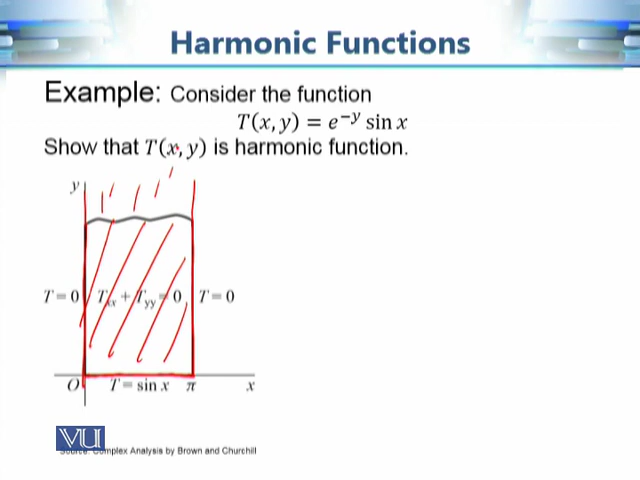 Harmonic Functions
Example: Consider the function
T(x, y) = e^{-y} sin x
Show that T(x, y) is harmonic function.
y
T = 0 T_{xx} + T_{yy} = 0 T = 0
O T = sin x π x
VU
Source: Complex Analysis by Brown and Churchill